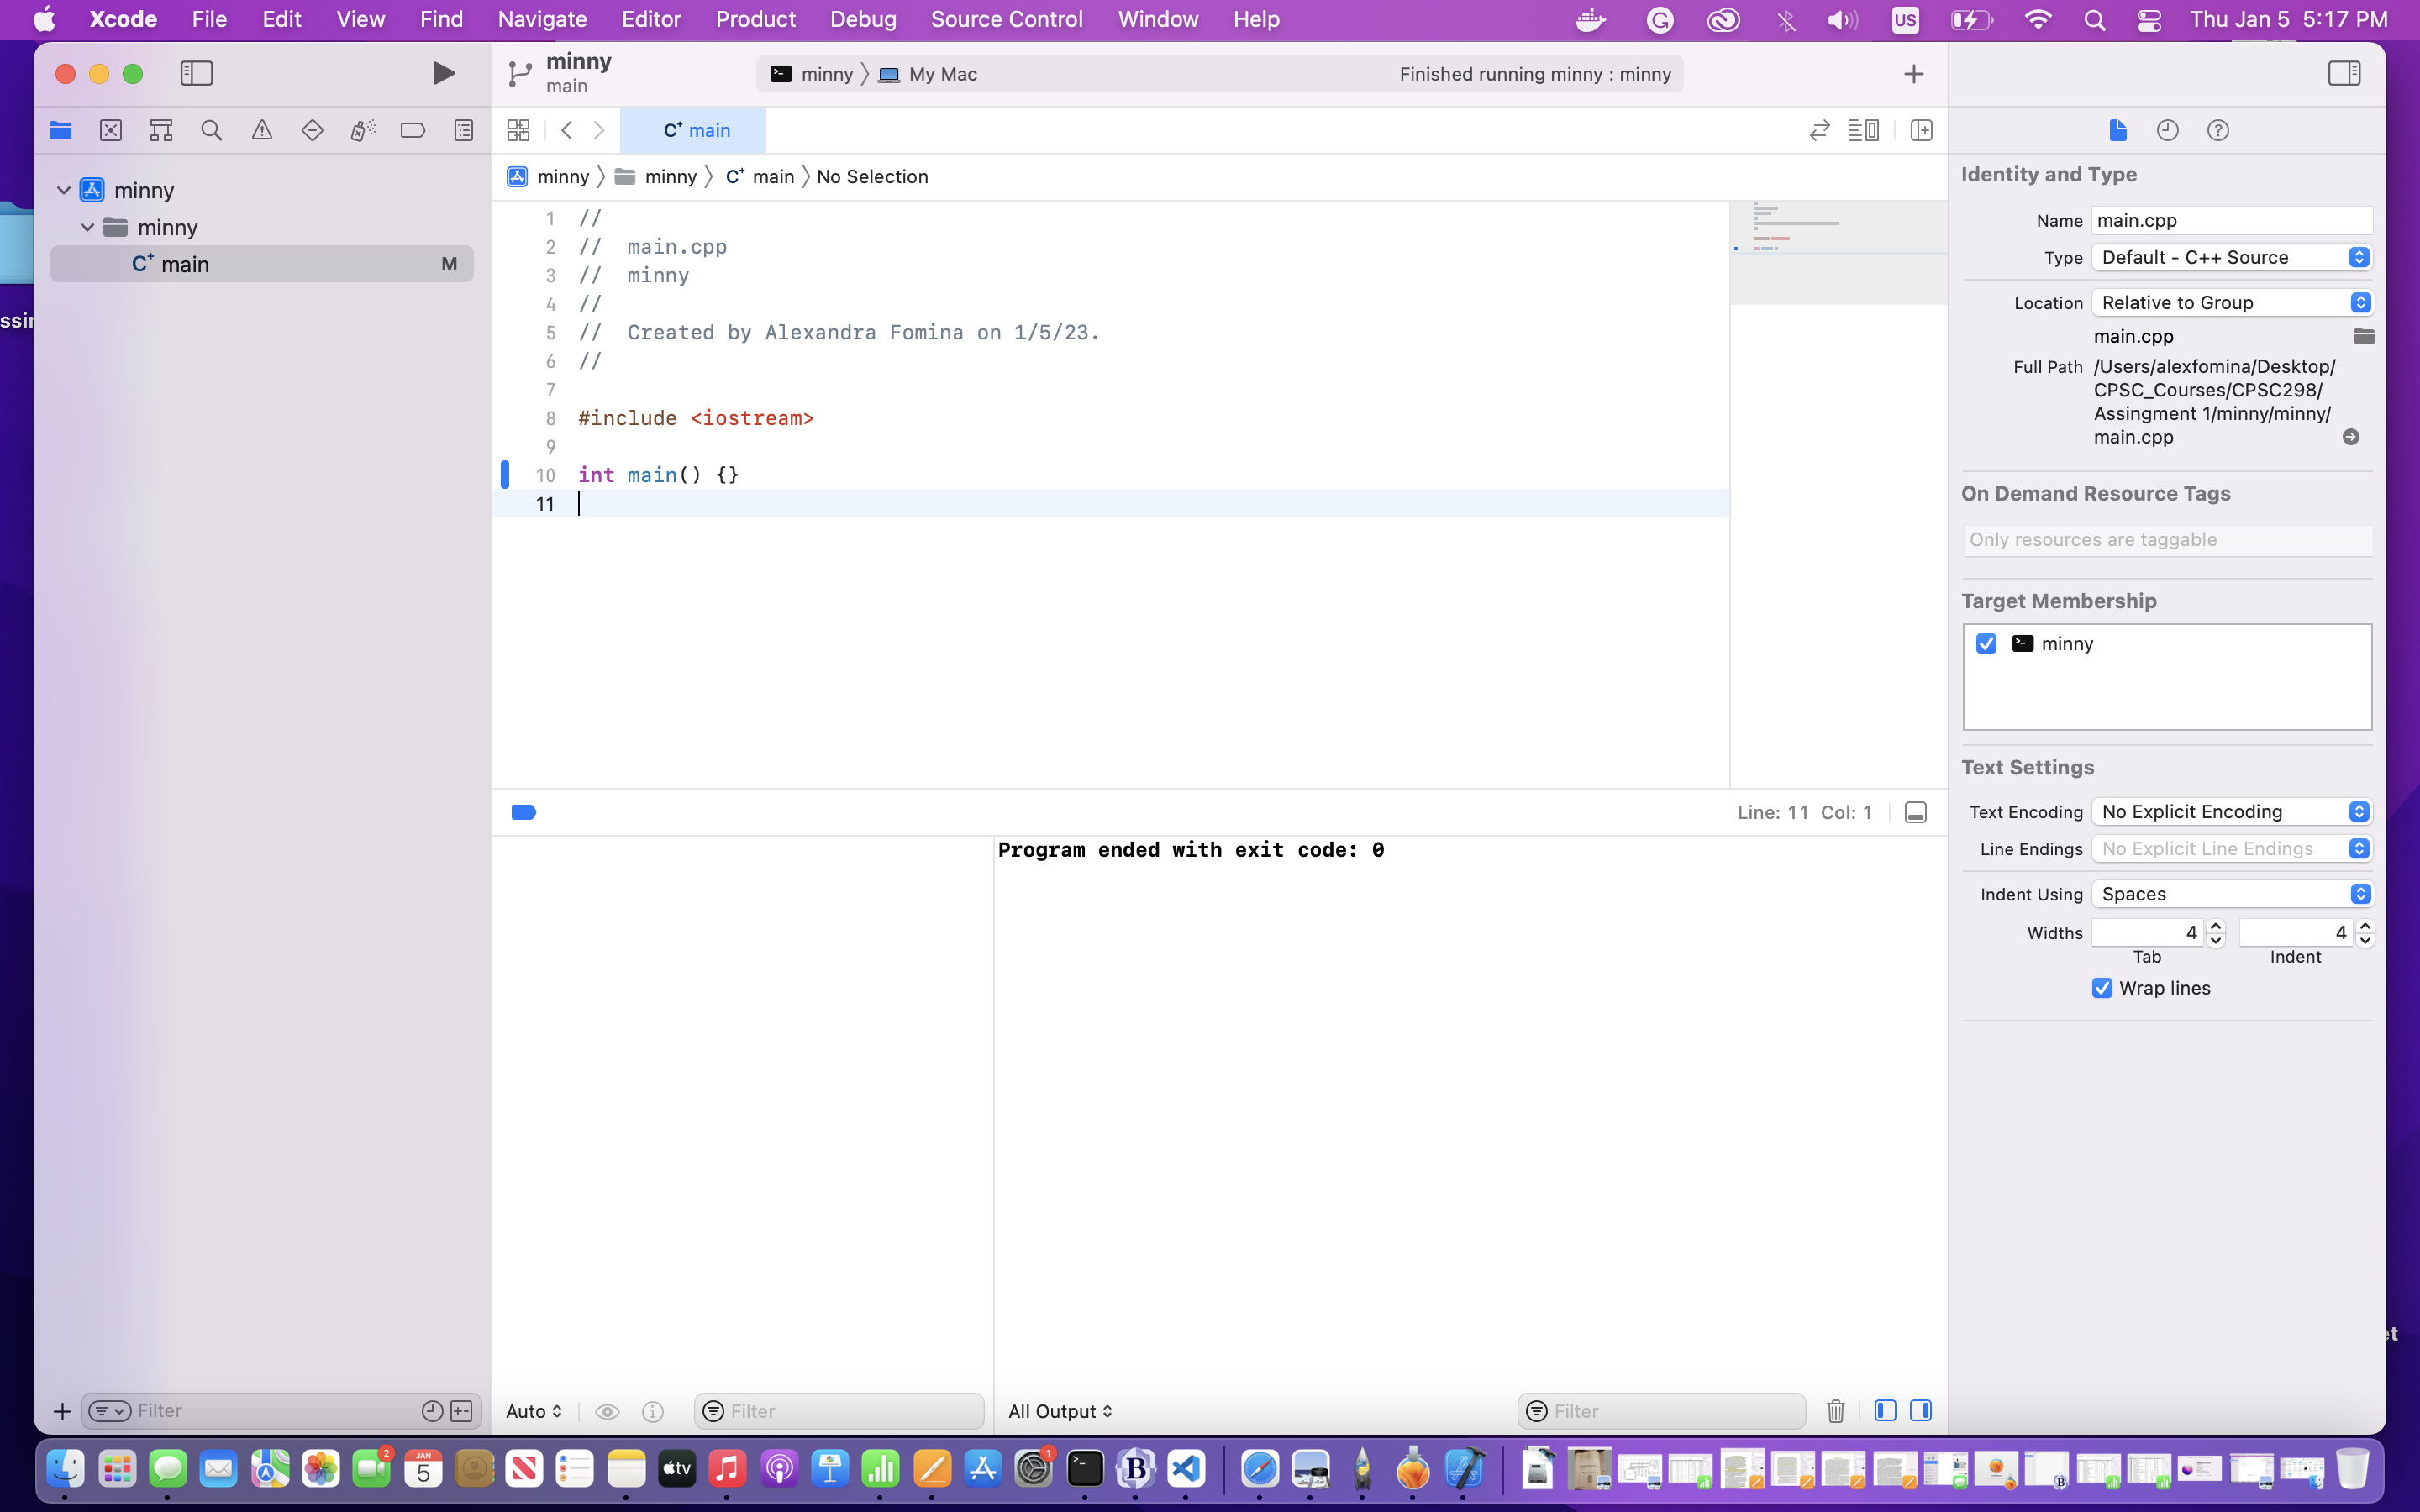 Xcode File Edit View Find Navigate Editor Product Debug Source Control Window Help US Thu Jan 5 5:17 PM
minny
main
minny My Mac Finished running minny : minny
C+ main
minny minny C+ main No Selection
minny
minny
C+ main M
1 //
2 // main.cpp
3 // minny
4 //
5 // Created by Alexandra Fomina on 1/5/23.
6 //
7
8 #include <iostream>
9
10 int main() {}
11
Line: 11 Col: 1
Program ended with exit code: 0
Filter
Auto Filter
All Output Filter
Identity and Type
Name main.cpp
Type Default - C++ Source
Location Relative to Group
main.cpp
Full Path /Users/alexfomina/Desktop/
CPSC_Courses/CPSC298/
Assingment 1/minny/minny/
main.cpp
On Demand Resource Tags
Only resources are taggable
Target Membership
minny
Text Settings
Text Encoding No Explicit Encoding
Line Endings No Explicit Line Endings
Indent Using Spaces
Widths 4 4
Tab Indent
Wrap lines
2
JAN
5
tv
1
B